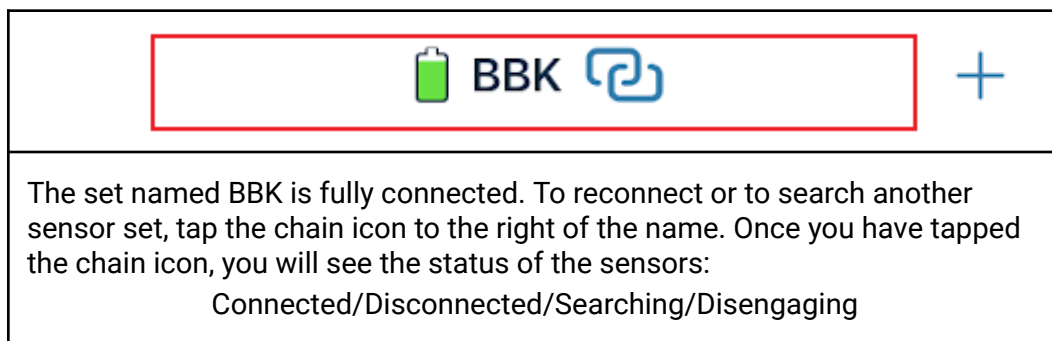 BBK
The set named BBK is fully connected. To reconnect or to search another
sensor set, tap the chain icon to the right of the name. Once you have tapped
the chain icon, you will see the status of the sensors:
Connected/Disconnected/Searching/Disengaging